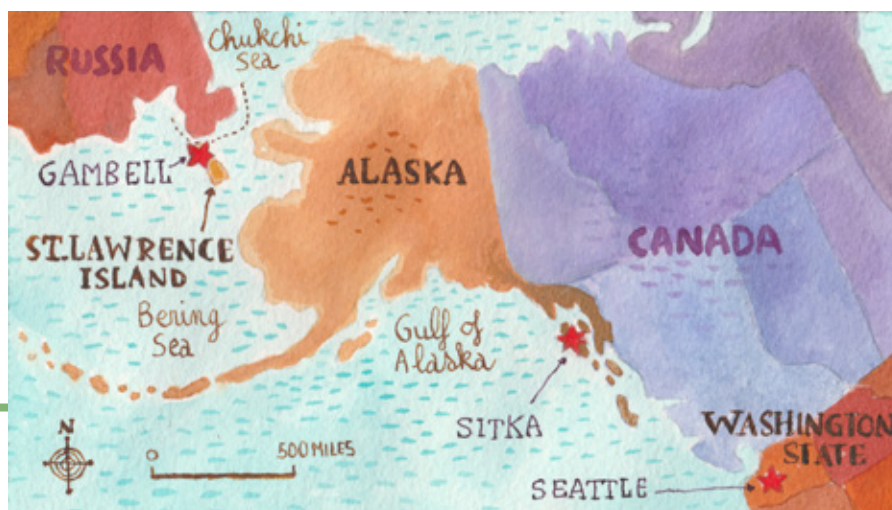 RUSSIA
Chukchi
Sea
GAMBELL
ALASKA
ST.LAWRENCE
ISLAND
CANADA
Bering
Sea
Gulf of
Alaska
SITKA
WASHINGTON
STATE
N
0
500 MILES
SEATTLE